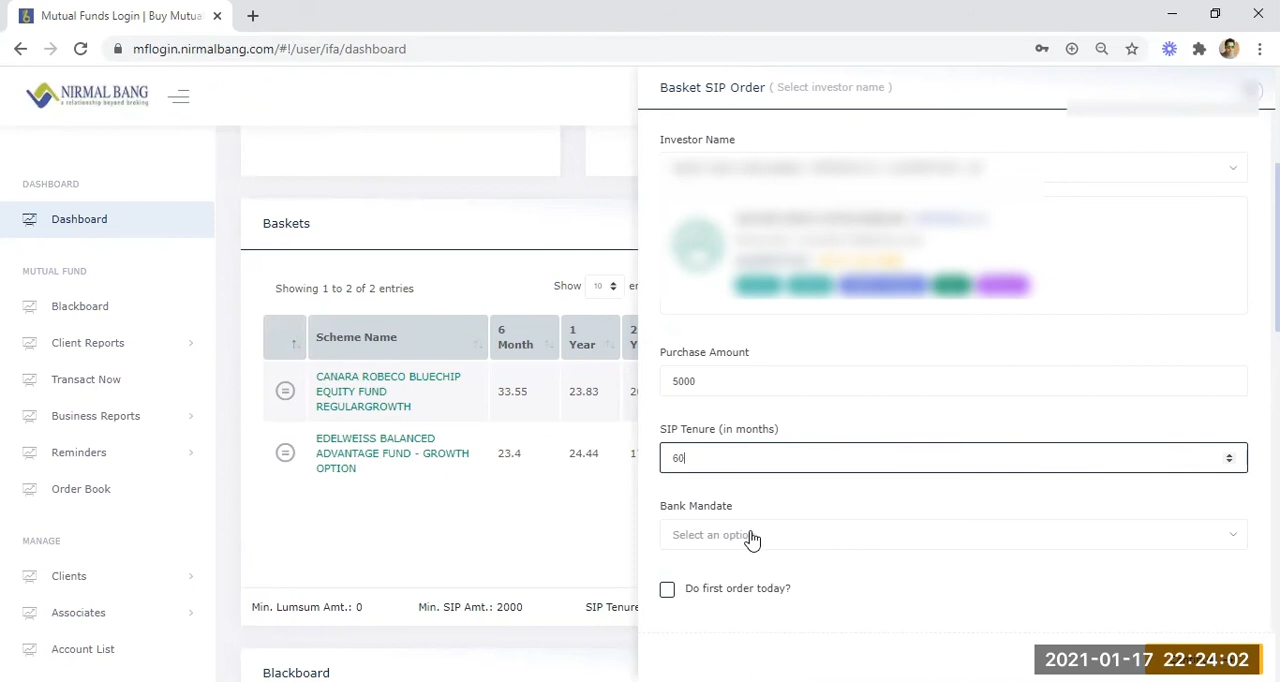 Mutual Funds Login | Buy Mutua
mflogin.nirmalbang.com/#!/user/ifa/dashboard
NIRMAL BANG
a relationship beyond broking
DASHBOARD
Dashboard
MUTUAL FUND
Blackboard
Client Reports
Transact Now
Business Reports
Reminders
Order Book
MANAGE
Clients
Associates
Account List
Baskets
Showing 1 to 2 of 2 entries
Show 10 en
Scheme Name
6 Month
1 Year
2 Y
CANARA ROBECO BLUECHIP
EQUITY FUND
REGULARGROWTH
33.55
23.83
EDELWEISS BALANCED
ADVANTAGE FUND - GROWTH
OPTION
23.4
24.44
Min. Lumsum Amt.: 0
Min. SIP Amt.: 2000
SIP Tenure
Blackboard
Basket SIP Order ( Select investor name )
Investor Name
Purchase Amount
5000
SIP Tenure (in months)
60
Bank Mandate
Select an optio
Do first order today?
2021-01-17 22:24:02